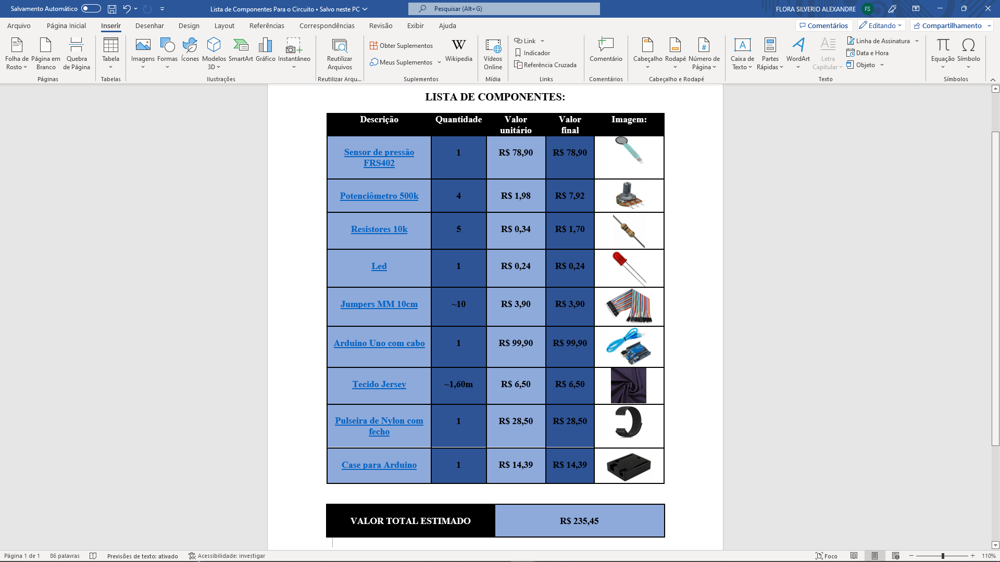 Salvamento Automático
Lista de Componentes Para o Circuito • Salvo neste PC
Pesquisar (Alt+G)
FLORA SILVERIO ALEXANDRE
FS
Arquivo Página Inicial Inserir Desenhar Design Layout Referências Correspondências Revisão Exibir Ajuda
Comentários Editando Compartilhamento
Folha de Rosto
Página em Branco
Quebra de Página
Páginas
Tabela
Tabelas
Imagens
Formas
Ícones
Modelos 3D
SmartArt
Gráfico
Instantâneo
Ilustrações
Reutilizar Arquivos
Reutilizar Arqu...
Obter Suplementos
Meus Suplementos
W
Wikipedia
Suplementos
Vídeos Online
Mídia
Link
Indicador
Referência Cruzada
Links
Comentário
Comentários
Cabeçalho
Rodapé
#
Número de Página
Cabeçalho e Rodapé
A
Caixa de Texto
Partes Rápidas
A
WordArt
A
Letra Capitular
Linha de Assinatura
Data e Hora
Objeto
Texto
π
Equação
Ω
Símbolo
Símbolos
LISTA DE COMPONENTES:
Descrição Quantidade Valor unitário Valor final Imagem:
Sensor de pressão FRS402 1 R$ 78,90 R$ 78,90
Potenciômetro 500k 4 R$ 1,98 R$ 7,92
Resistores 10k 5 R$ 0,34 R$ 1,70
Led 1 R$ 0,24 R$ 0,24
Jumpers MM 10cm ~10 R$ 3,90 R$ 3,90
Arduino Uno com cabo 1 R$ 99,90 R$ 99,90
Tecido Jersey ~1,60m R$ 6,50 R$ 6,50
Pulseira de Nylon com fecho 1 R$ 28,50 R$ 28,50
Case para Arduino 1 R$ 14,39 R$ 14,39
VALOR TOTAL ESTIMADO R$ 235,45
Página 1 de 1 86 palavras Previsões de texto: ativado Acessibilidade: investigar Foco 110%